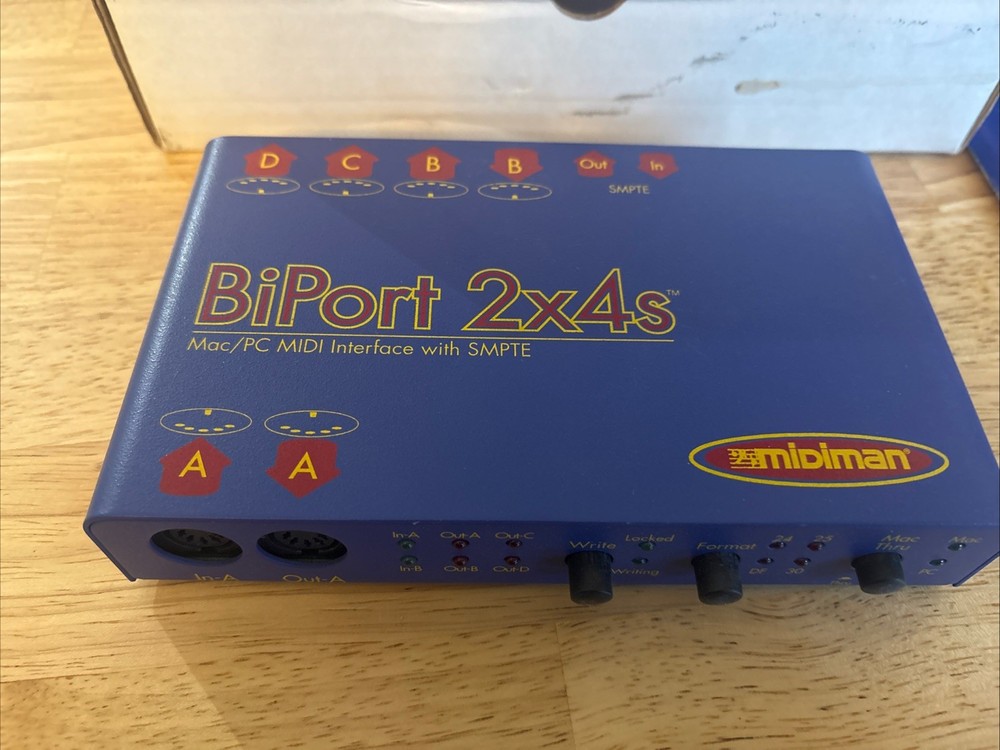 D C B B Out In
SMPTE
BiPort 2x4s™
Mac/PC MIDI Interface with SMPTE
A A
midiman®
In-A Out-A Out-C Write Locked Format 24 25 Mac Thru Mac
In-B Out-B Out-D Writing DF 30 PC
In-A Out-A